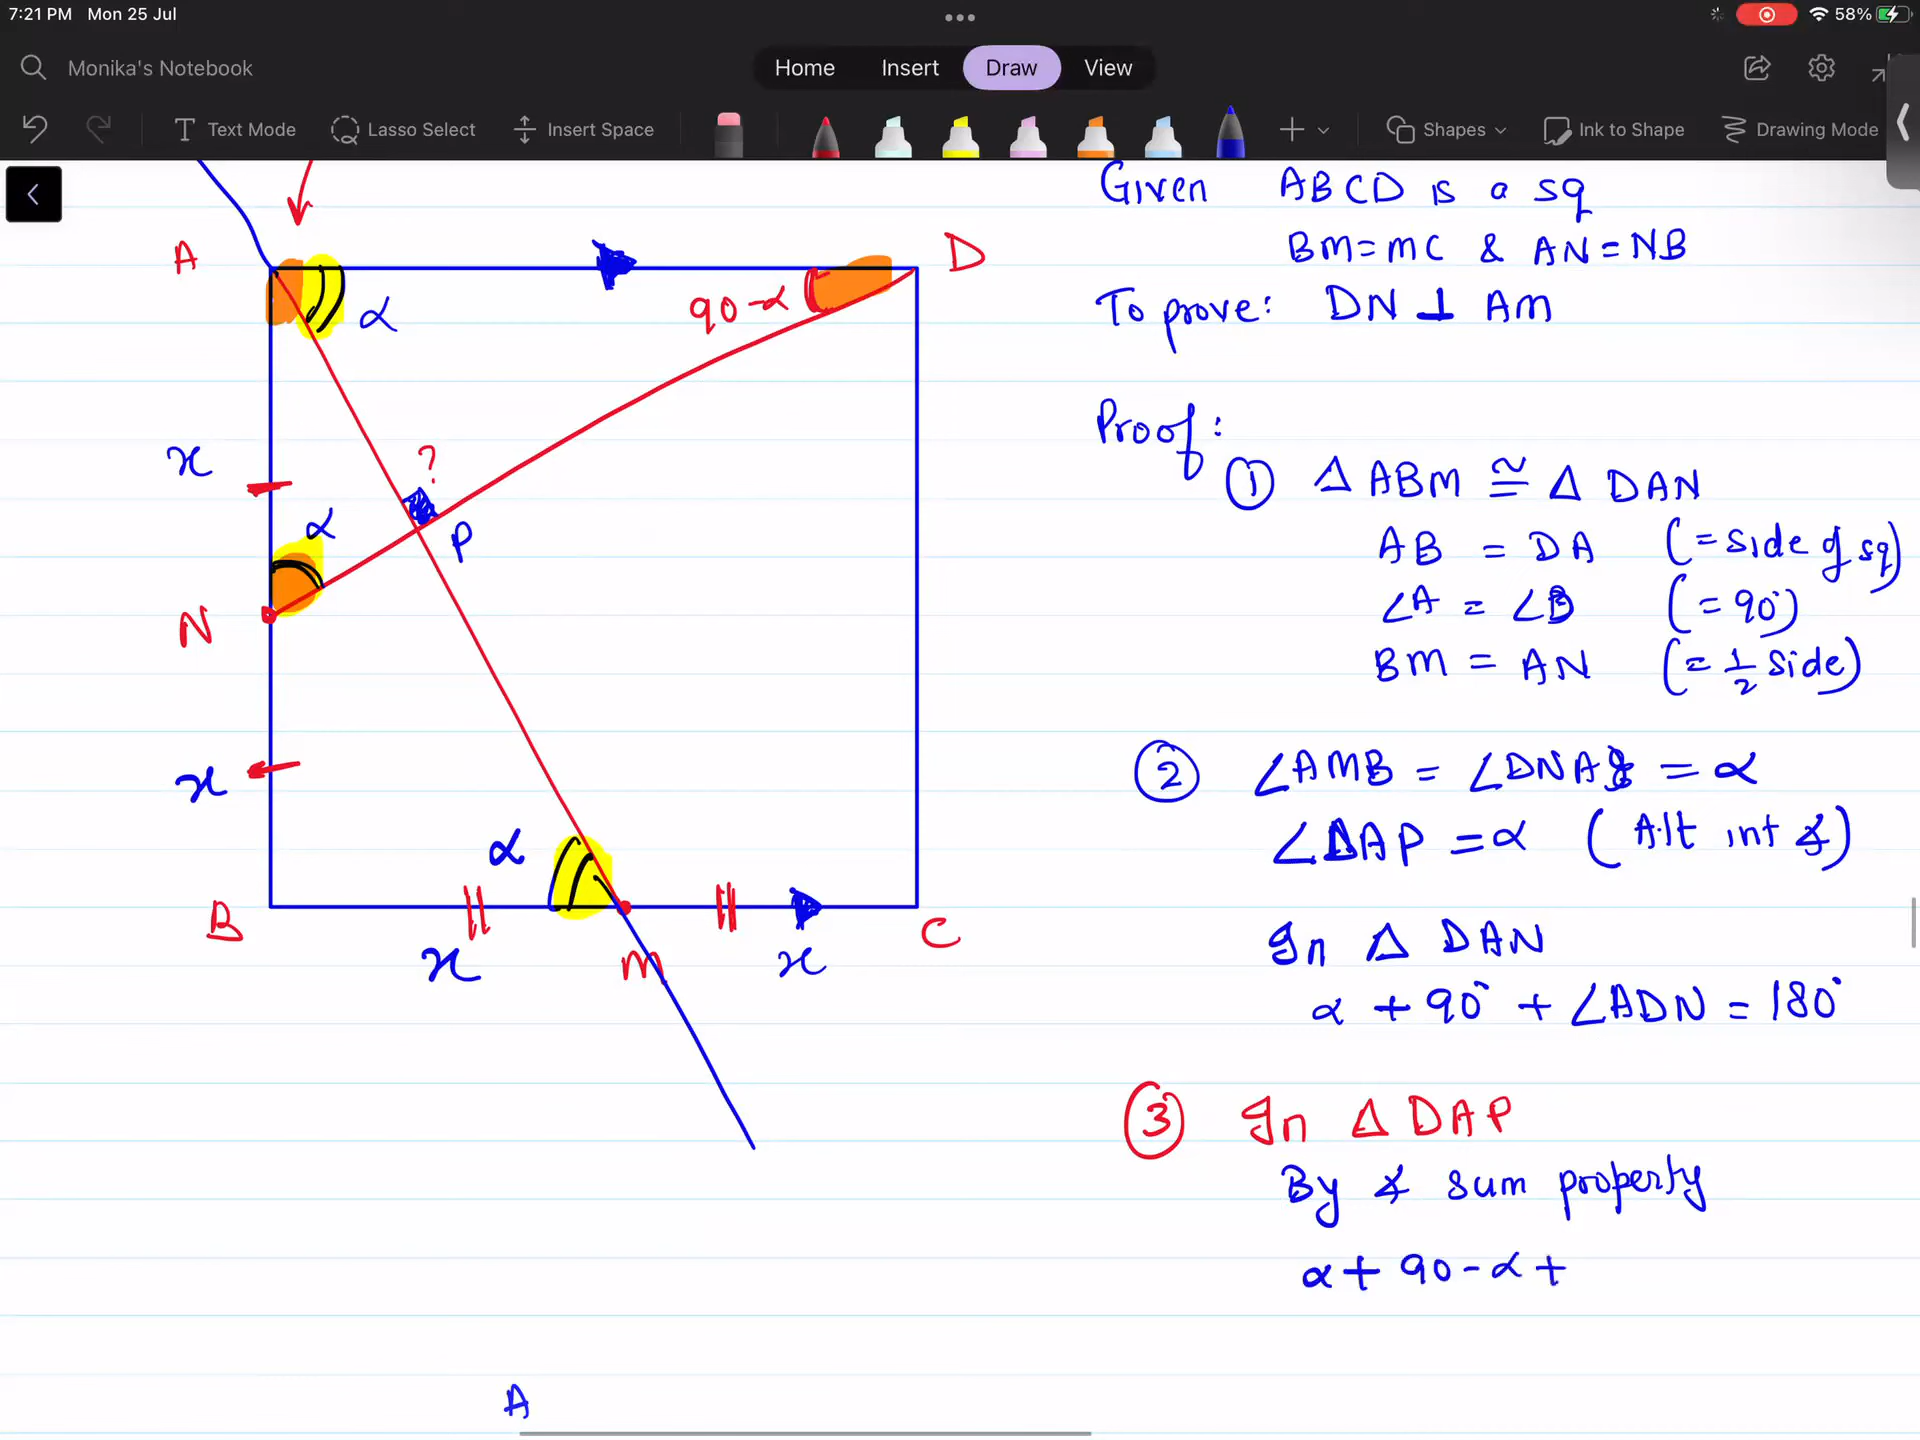 7:21 PM Mon 25 Jul
58%
Monika's Notebook
Home Insert Draw View
Text Mode Lasso Select Insert Space Shapes Ink to Shape Drawing Mode
Given ABCD is a sq
BM = MC & AN = NB
To prove: DN ⊥ AM
Proof:
① Δ ABM ≅ Δ DAN
AB = DA (= side of sq)
∠A = ∠B (= 90°)
BM = AN (= 1/2 side)
② ∠AMB = ∠DNA = α
∠DAP = α (Alt int ∡)
In Δ DAN
α + 90° + ∠ADN = 180°
③ In Δ DAP
By ∡ sum property
α + 90 - α +
A
D
α
90-α
x
?
α
P
N
x
α
B
C
x
M
x
A